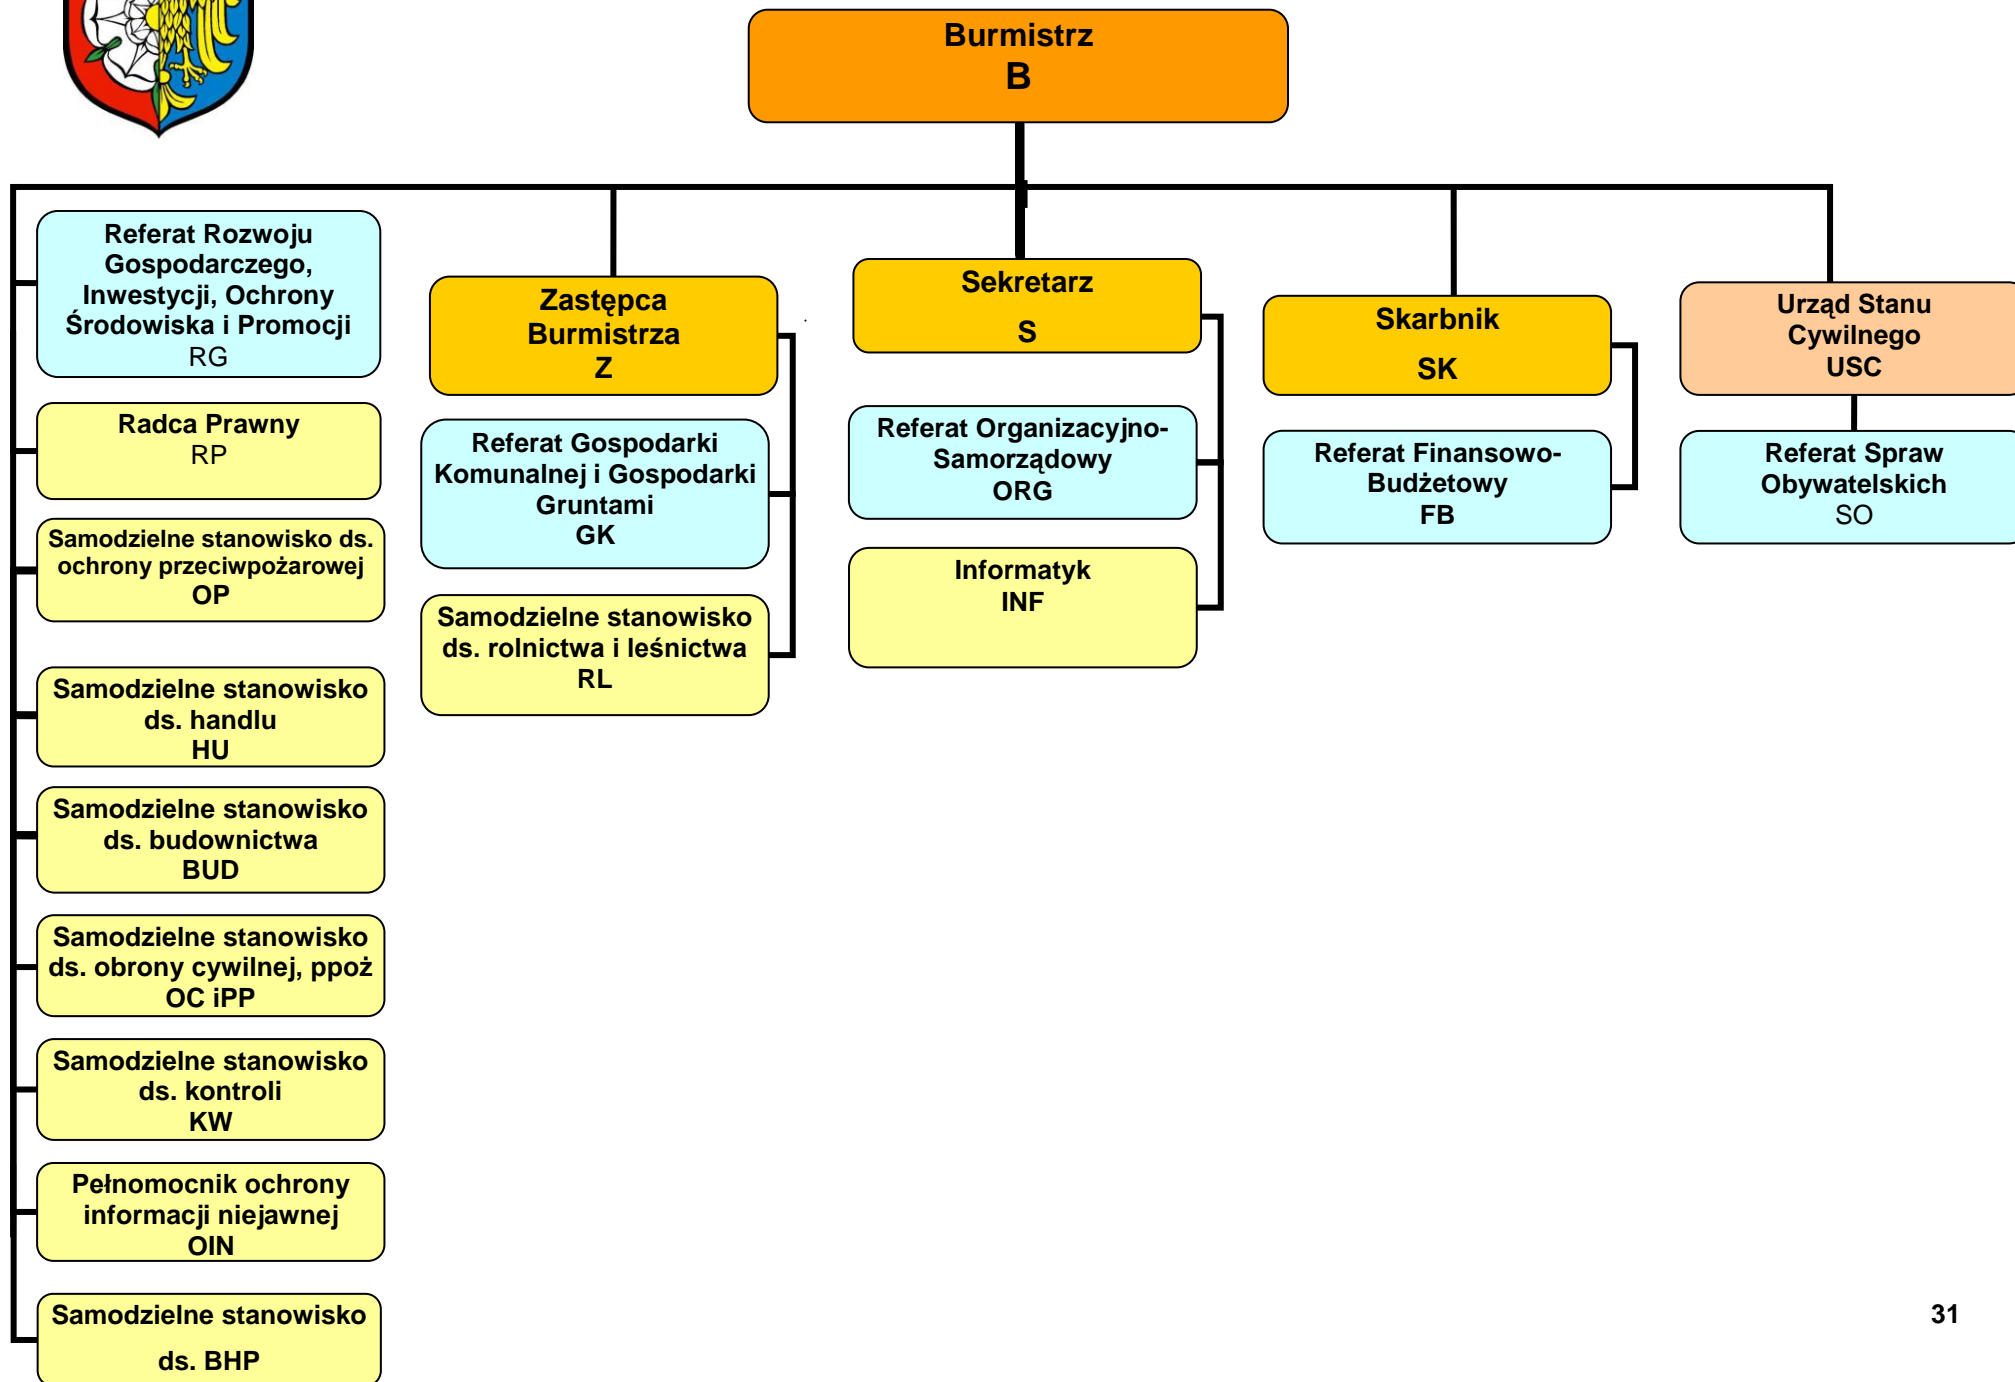 Burmistrz
B
Referat Rozwoju
Gospodarczego,
Inwestycji, Ochrony
Środowiska i Promocji
RG
Radca Prawny
RP
Samodzielne stanowisko ds.
ochrony przeciwpożarowej
OP
Samodzielne stanowisko
ds. handlu
HU
Samodzielne stanowisko
ds. budownictwa
BUD
Samodzielne stanowisko
ds. obrony cywilnej, ppoż
OC iPP
Samodzielne stanowisko
ds. kontroli
KW
Pełnomocnik ochrony
informacji niejawnej
OIN
Samodzielne stanowisko
ds. BHP
Zastępca
Burmistrza
Z
Referat Gospodarki
Komunalnej i Gospodarki
Gruntami
GK
Samodzielne stanowisko
ds. rolnictwa i leśnictwa
RL
Sekretarz
S
Referat Organizacyjno-
Samorządowy
ORG
Informatyk
INF
Skarbnik
SK
Referat Finansowo-
Budżetowy
FB
Urząd Stanu
Cywilnego
USC
Referat Spraw
Obywatelskich
SO
31